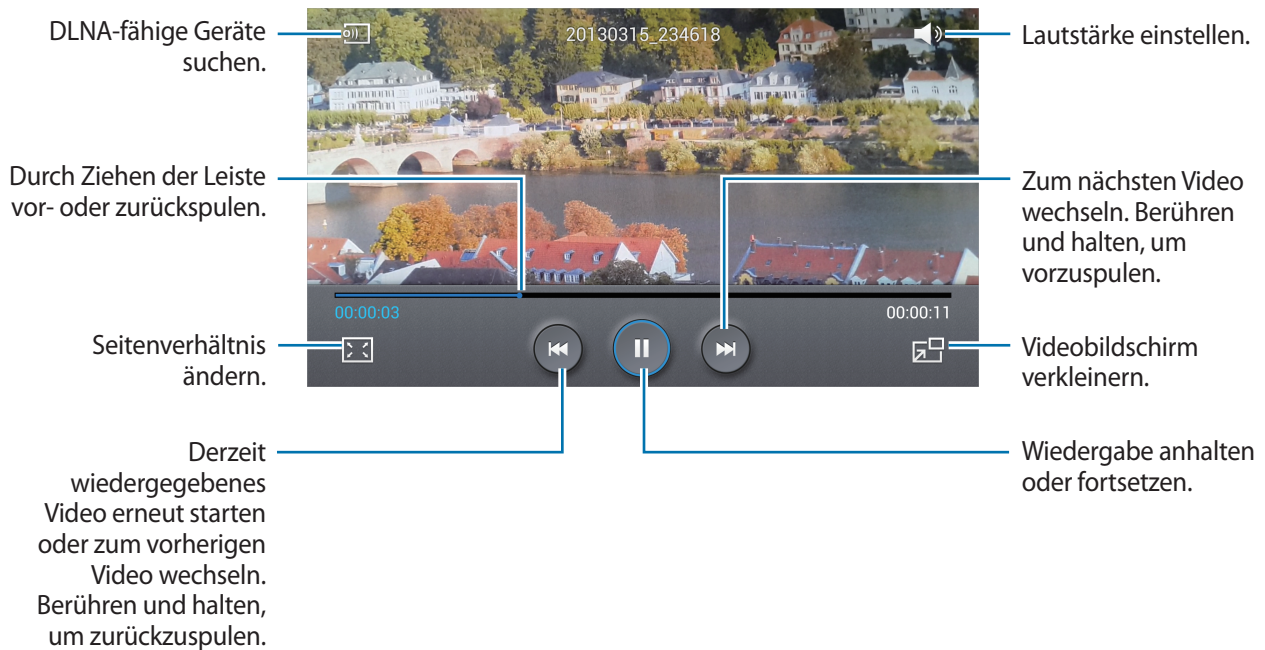 DLNA-fähige Geräte
suchen.
20130315_234618
Lautstärke einstellen.
Durch Ziehen der Leiste
vor- oder zurückspulen.
Zum nächsten Video
wechseln. Berühren
und halten, um
vorzuspulen.
00:00:03
00:00:11
Seitenverhältnis
ändern.
Videobildschirm
verkleinern.
Derzeit
wiedergegebenes
Video erneut starten
oder zum vorherigen
Video wechseln.
Berühren und halten,
um zurückzuspulen.
Wiedergabe anhalten
oder fortsetzen.